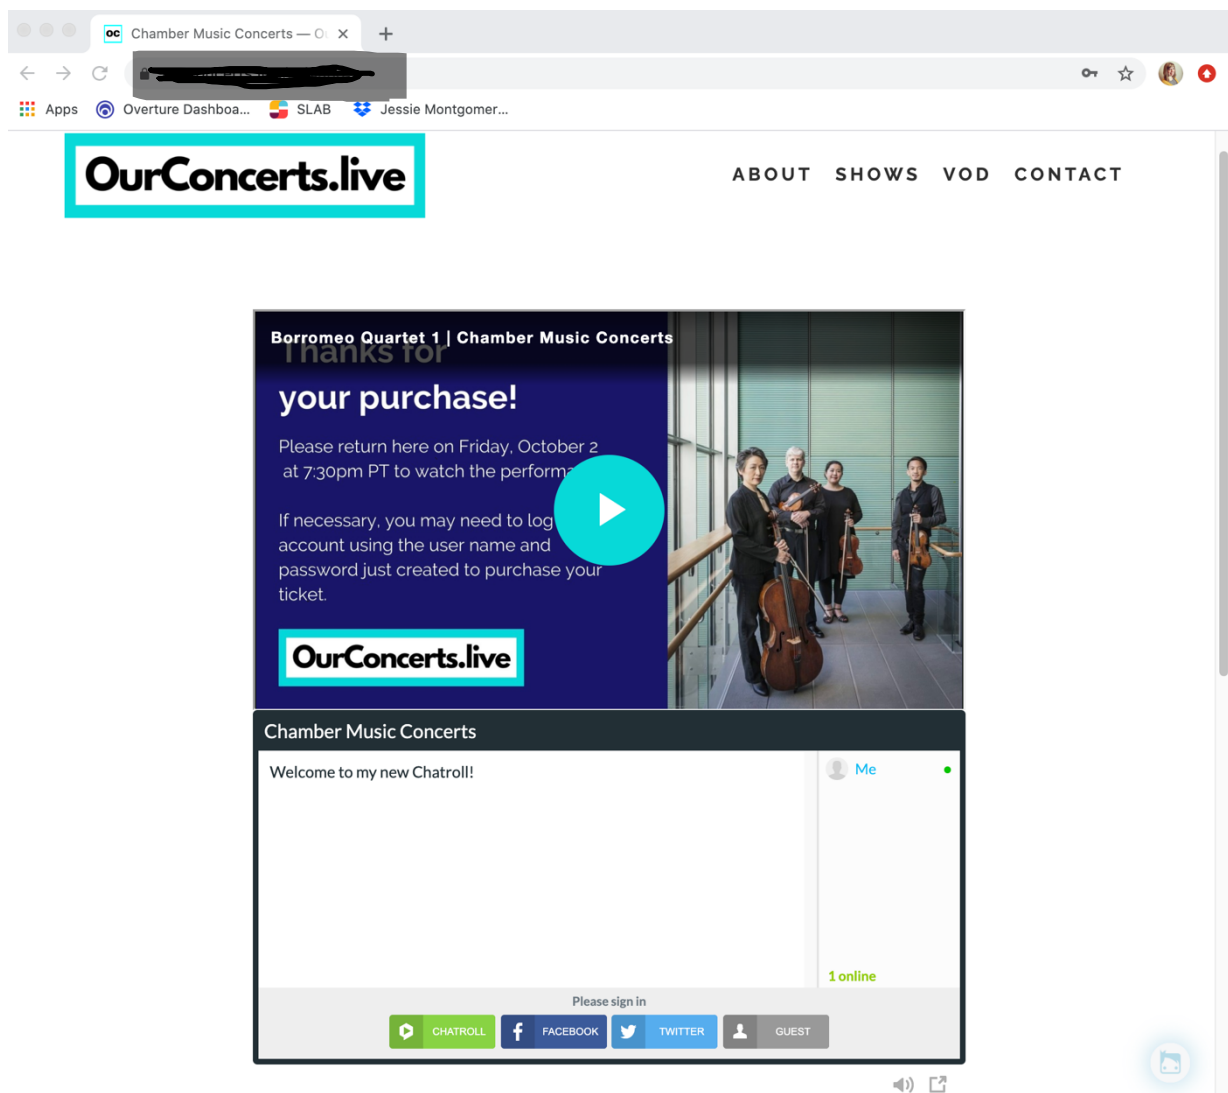 oc Chamber Music Concerts —
Apps Overture Dashboa... SLAB Jessie Montgomer...
OurConcerts.live
ABOUT SHOWS VOD CONTACT
Borromeo Quartet 1 | Chamber Music Concerts
Thanks for
your purchase!
Please return here on Friday, October 2
at 7:30pm PT to watch the
If necessary, you may need to log
account using the user name and
password just created to purchase your
ticket.
OurConcerts.live
Chamber Music Concerts
Welcome to my new Chatroll!
Me
1 online
Please sign in
CHATROLL FACEBOOK TWITTER GUEST